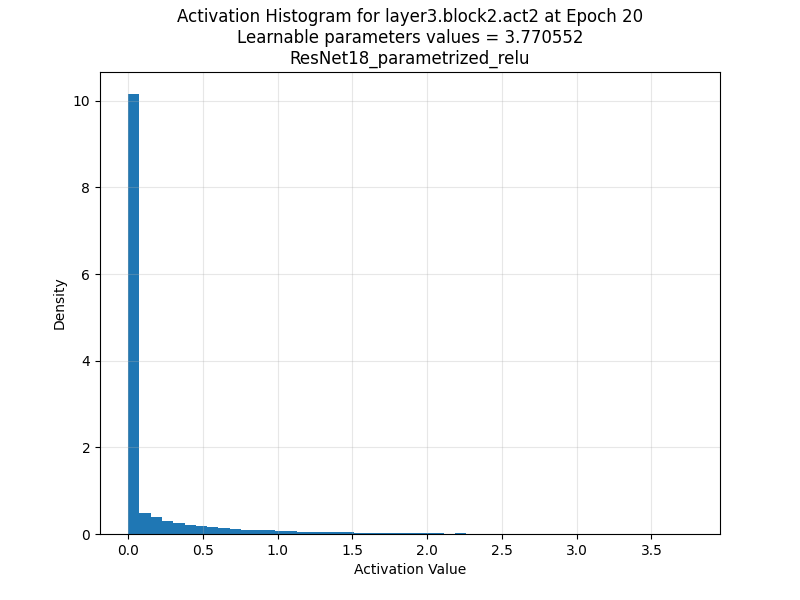 Activation Histogram for layer3.block2.act2 at Epoch 20
Learnable parameters values = 3.770552
ResNet18_parametrized_relu
10
8
6
4
2
0
Density
0.0 0.5 1.0 1.5 2.0 2.5 3.0 3.5
Activation Value